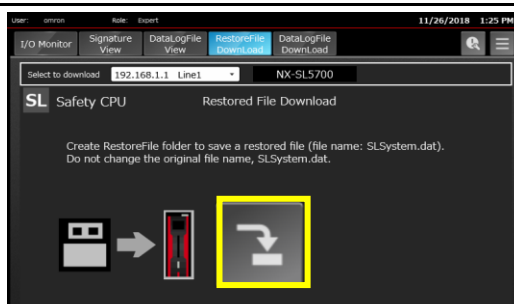 User: omron Role: Expert 11/26/2018 1:25 PM
I/O Monitor Signature View DataLogFile View RestoreFile DownLoad DataLogFile DownLoad
Select to download 192.168.1.1 Line1 NX-SL5700
SL Safety CPU Restored File Download
Create RestoreFile folder to save a restored file (file name: SLSystem.dat).
Do not change the original file name, SLSystem.dat.